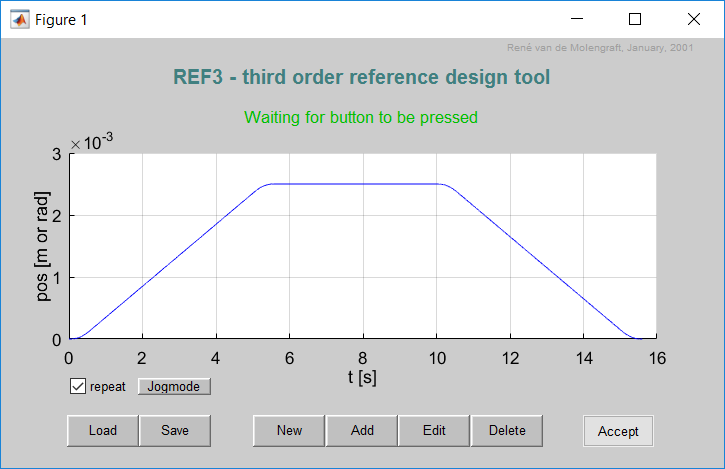 Figure 1
René van de Molengraft, January, 2001
REF3 - third order reference design tool
Waiting for button to be pressed
×10-3
3
2
1
0
pos [m or rad]
0 2 4 6 8 10 12 14 16
t [s]
repeat Jogmode
Load Save New Add Edit Delete Accept